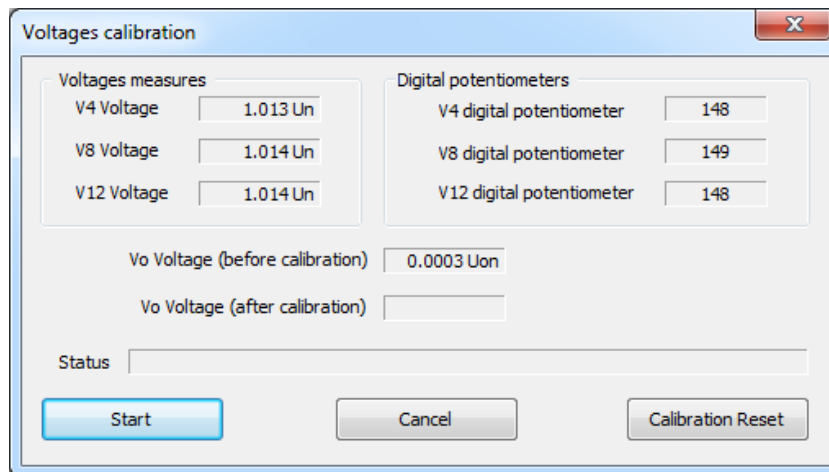 Voltages calibration
Voltages measures
V4 Voltage 1.013 Un
V8 Voltage 1.014 Un
V12 Voltage 1.014 Un
Digital potentiometers
V4 digital potentiometer 148
V8 digital potentiometer 149
V12 digital potentiometer 148
Vo Voltage (before calibration) 0.0003 Uon
Vo Voltage (after calibration)
Status
Start Cancel Calibration Reset